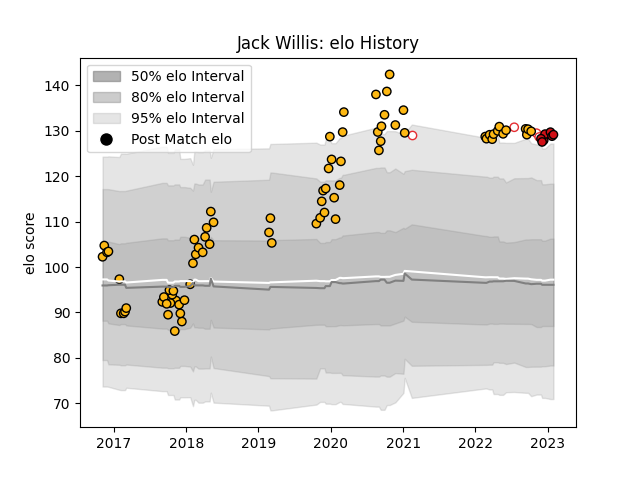 Jack Willis: elo History
50% elo Interval
80% elo Interval
95% elo Interval
Post Match elo
elo score
140
130
120
110
100
90
80
70
2017 2018 2019 2020 2021 2022 2023